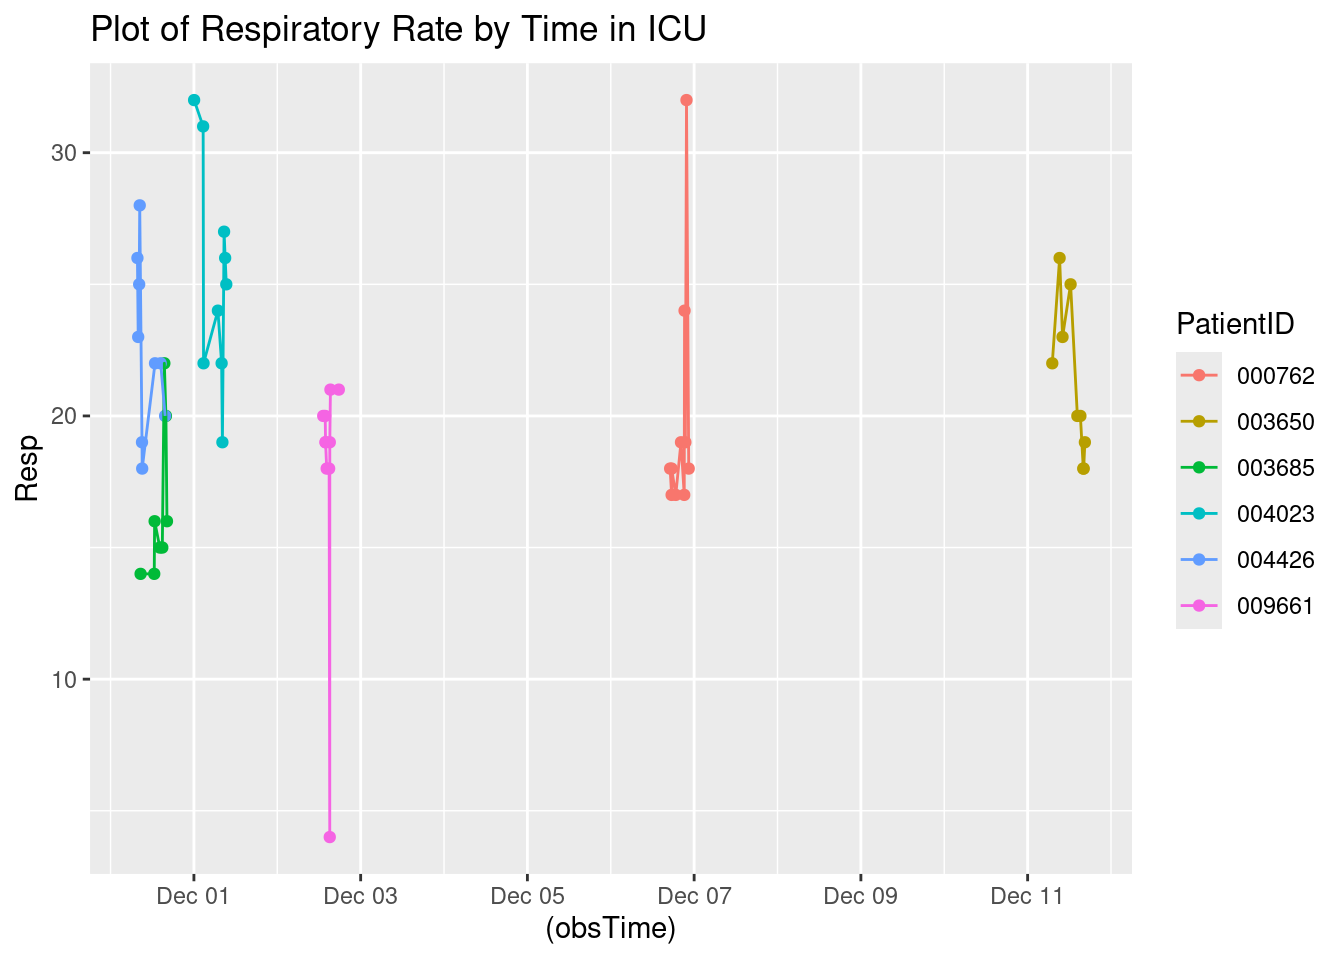 Plot of Respiratory Rate by Time in ICU
30
20
10
Resp
Dec 01
Dec 03
Dec 05
Dec 07
Dec 09
Dec 11
(obsTime)
PatientID
000762
003650
003685
004023
004426
009661